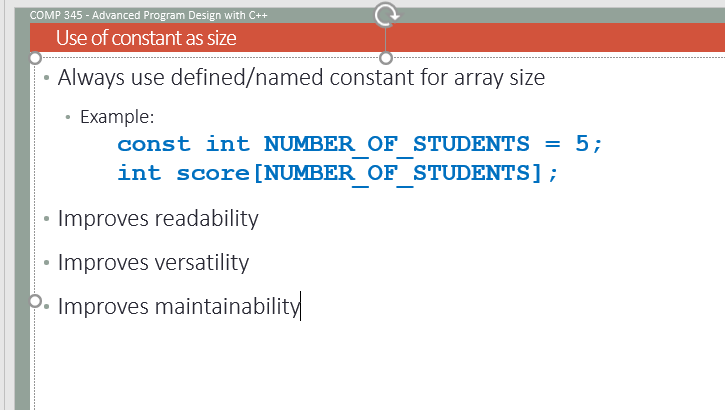 COMP 345 - Advanced Program Design with C++
Use of constant as size
• Always use defined/named constant for array size
• Example:
const int NUMBER_OF_STUDENTS = 5;
int score[NUMBER_OF_STUDENTS];
• Improves readability
• Improves versatility
• Improves maintainability